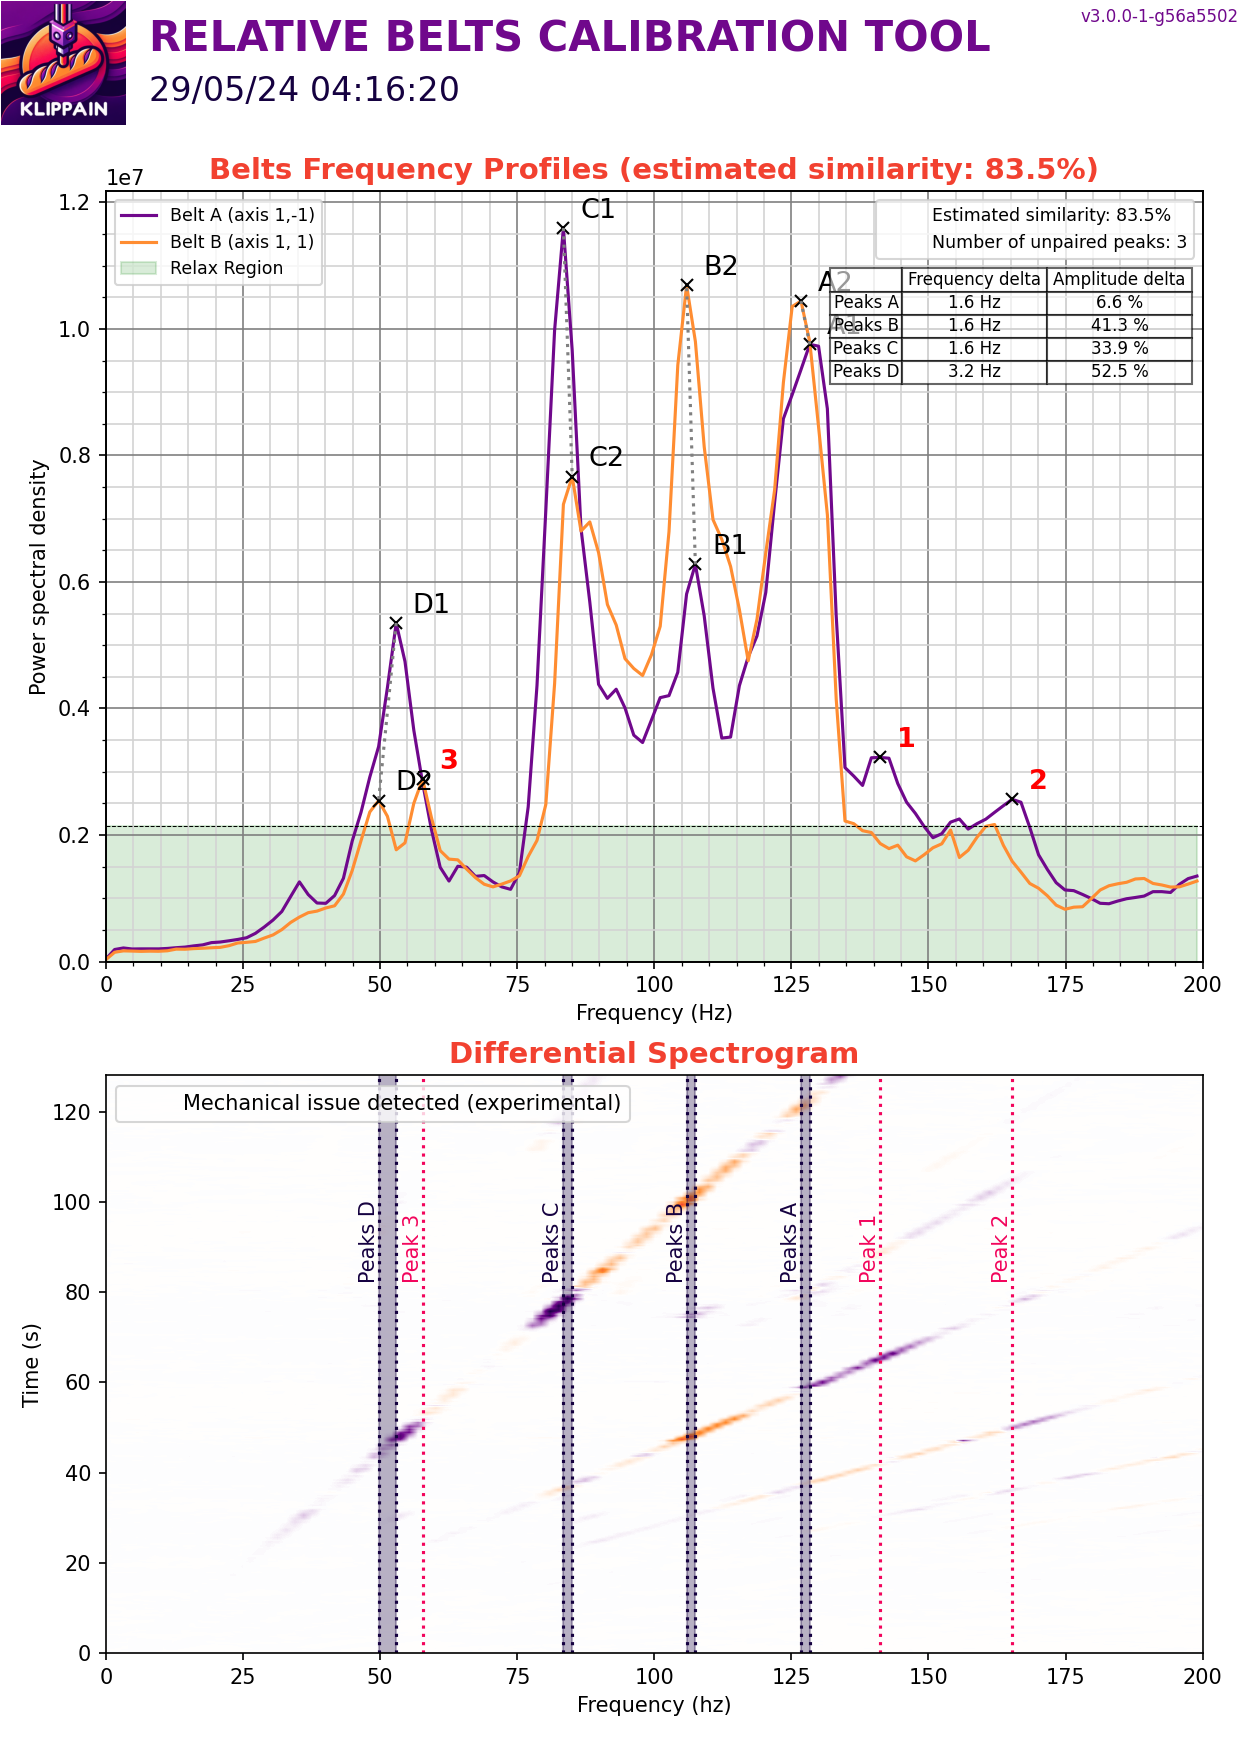 KLIPPAIN
RELATIVE BELTS CALIBRATION TOOL
29/05/24 04:16:20
v3.0.0-1-g56a5502
Belts Frequency Profiles (estimated similarity: 83.5%)
1e7
Belt A (axis 1,-1)
Belt B (axis 1, 1)
Relax Region
Estimated similarity: 83.5%
Number of unpaired peaks: 3
Frequency delta Amplitude delta
Peaks A 1.6 Hz 6.6 %
Peaks B 1.6 Hz 41.3 %
Peaks C 1.6 Hz 33.9 %
Peaks D 3.2 Hz 52.5 %
C1
B2
A2
A1
C2
B1
D1
D2
3
1
2
Power spectral density
1.2
1.0
0.8
0.6
0.4
0.2
0.0
0 25 50 75 100 125 150 175 200
Frequency (Hz)
Differential Spectrogram
Mechanical issue detected (experimental)
Peaks D
Peak 3
Peaks C
Peaks B
Peaks A
Peak 1
Peak 2
Time (s)
120
100
80
60
40
20
0
0 25 50 75 100 125 150 175 200
Frequency (hz)